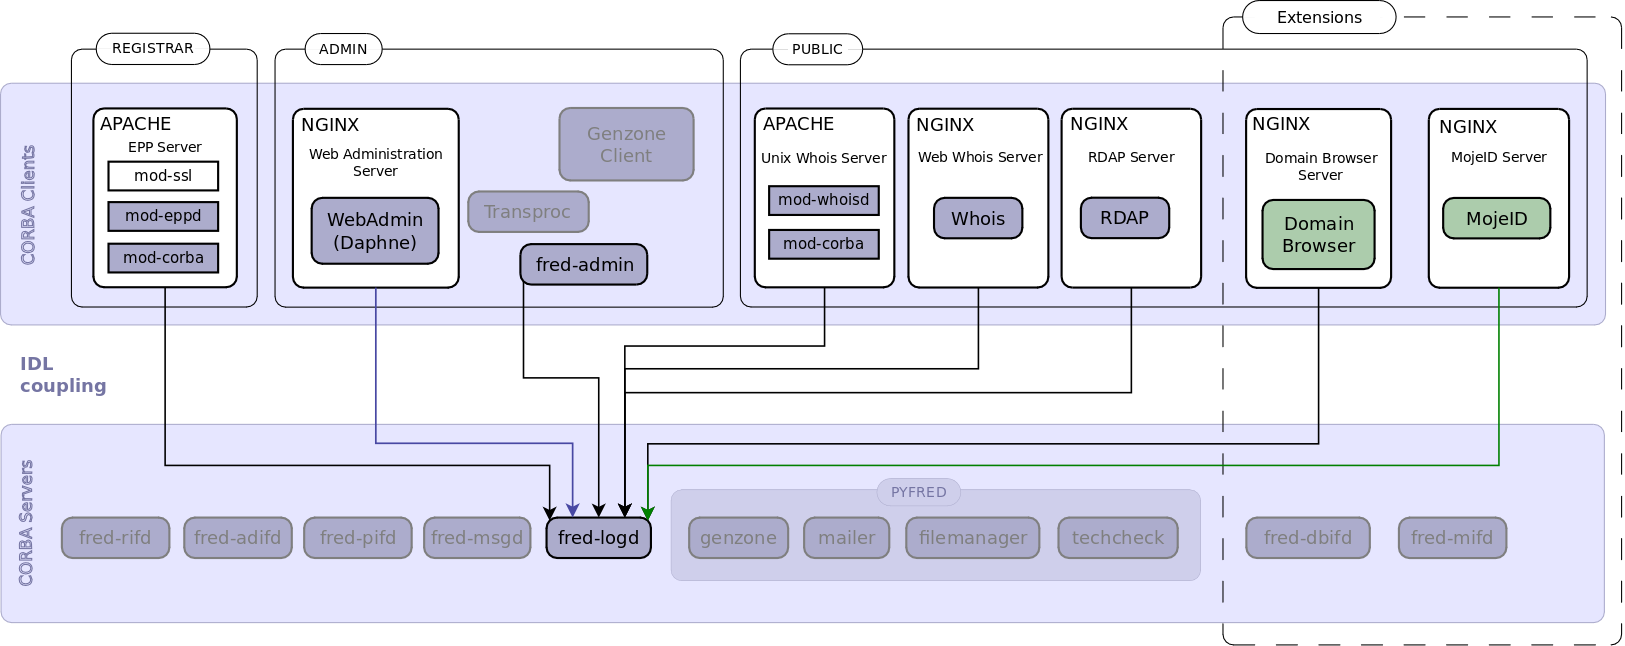 Extensions
REGISTRAR
ADMIN
PUBLIC
CORBA Clients
APACHE
EPP Server
mod-ssl
mod-eppd
mod-corba
NGINX
Web Administration
Server
WebAdmin
(Daphne)
Genzone
Client
Transproc
fred-admin
APACHE
Unix Whois Server
mod-whoisd
mod-corba
NGINX
Web Whois Server
Whois
NGINX
RDAP Server
RDAP
NGINX
Domain Browser
Server
Domain
Browser
NGINX
MojeID Server
MojeID
IDL
coupling
CORBA Servers
fred-rifd
fred-adifd
fred-pifd
fred-msgd
fred-logd
PYFRED
genzone
mailer
filemanager
techcheck
fred-dbifd
fred-mifd